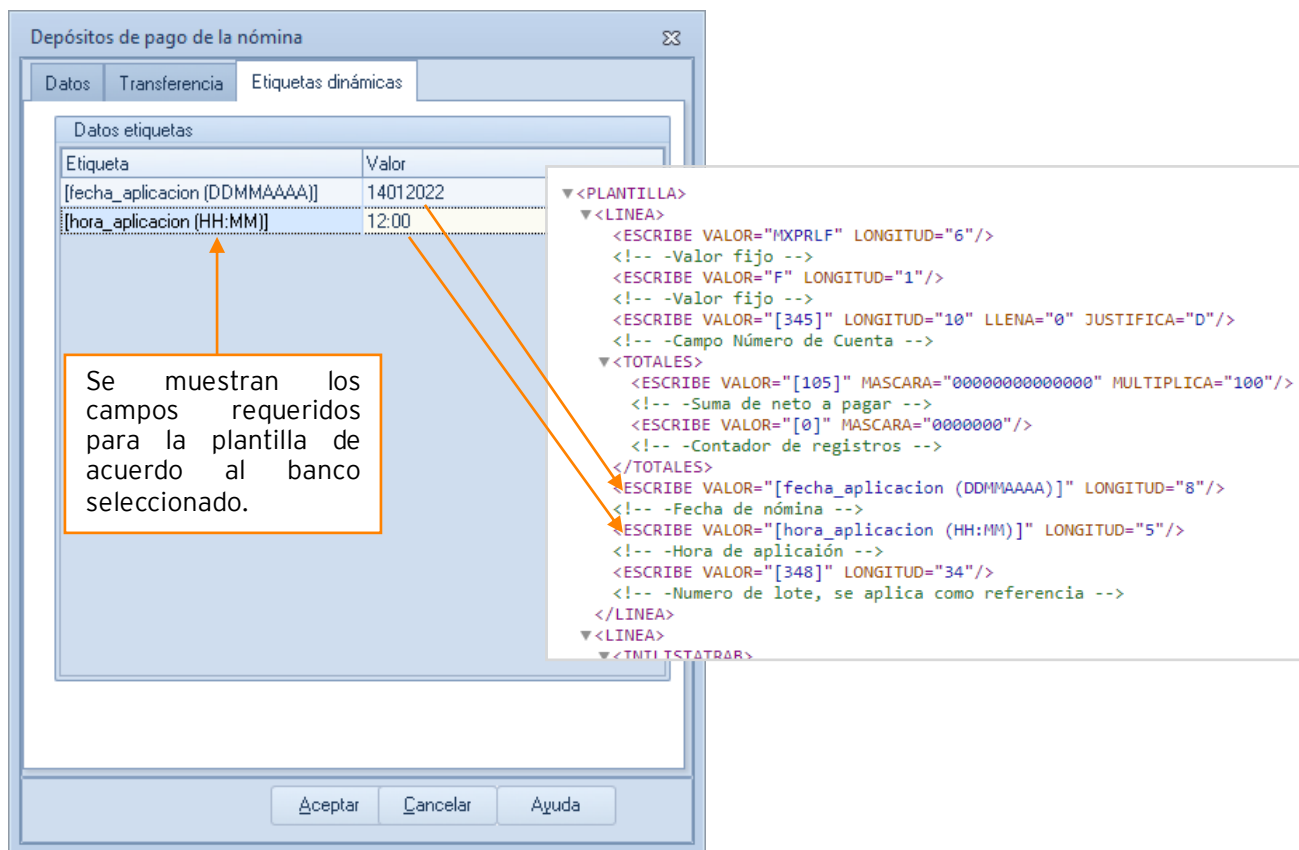 Depósitos de pago de la nómina
Datos Transferencia Etiquetas dinámicas
Datos etiquetas
Etiqueta Valor
[fecha_aplicacion (DDMMAAAA)] 14012022
[hora_aplicacion (HH:MM)] 12:00
Se muestran los
campos requeridos
para la plantilla de
acuerdo al banco
seleccionado.
<PLANTILLA>
<LINEA>
<ESCRIBE VALOR="MXPRLF" LONGITUD="6"/>
<!-- -Valor fijo -->
<ESCRIBE VALOR="F" LONGITUD="1"/>
<!-- -Valor fijo -->
<ESCRIBE VALOR="[345]" LONGITUD="10" LLENA="0" JUSTIFICA="D"/>
<!-- -Campo Número de Cuenta -->
<TOTALES>
<ESCRIBE VALOR="[105]" MASCARA="00000000000000" MULTIPLICA="100"/>
<!-- -Suma de neto a pagar -->
<ESCRIBE VALOR="[0]" MASCARA="0000000"/>
<!-- -Contador de registros -->
</TOTALES>
<ESCRIBE VALOR="[fecha_aplicacion (DDMMAAAA)]" LONGITUD="8"/>
<!-- -Fecha de nómina -->
<ESCRIBE VALOR="[hora_aplicacion (HH:MM)]" LONGITUD="5"/>
<!-- -Hora de aplicaión -->
<ESCRIBE VALOR="[348]" LONGITUD="34"/>
<!-- -Numero de lote, se aplica como referencia -->
</LINEA>
<LINEA>
<INILISTATRAB>
Aceptar Cancelar Ayuda